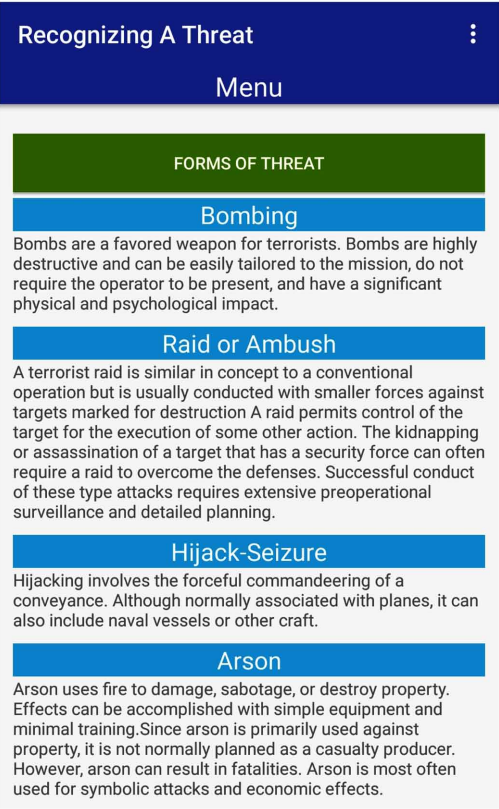 Recognizing A Threat
Menu
FORMS OF THREAT
Bombing
Bombs are a favored weapon for terrorists. Bombs are highly
destructive and can be easily tailored to the mission, do not
require the operator to be present, and have a significant
physical and psychological impact.
Raid or Ambush
A terrorist raid is similar in concept to a conventional
operation but is usually conducted with smaller forces against
targets marked for destruction A raid permits control of the
target for the execution of some other action. The kidnapping
or assassination of a target that has a security force can often
require a raid to overcome the defenses. Successful conduct
of these type attacks requires extensive preoperational
surveillance and detailed planning.
Hijack-Seizure
Hijacking involves the forceful commandeering of a
conveyance. Although normally associated with planes, it can
also include naval vessels or other craft.
Arson
Arson uses fire to damage, sabotage, or destroy property.
Effects can be accomplished with simple equipment and
minimal training.Since arson is primarily used against
property, it is not normally planned as a casualty producer.
However, arson can result in fatalities. Arson is most often
used for symbolic attacks and economic effects.